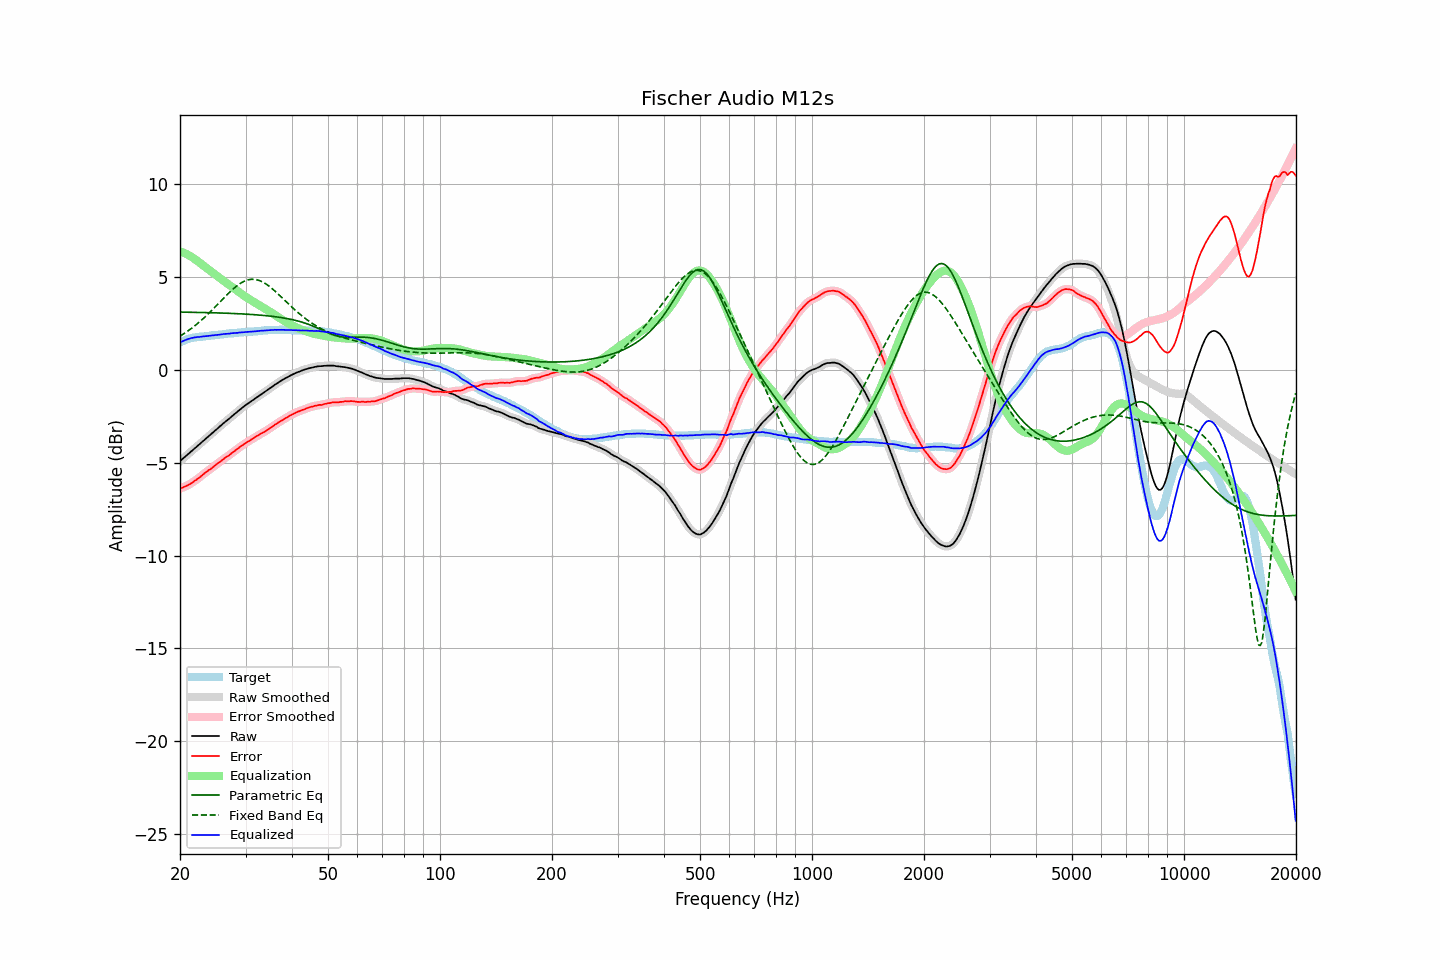 Fischer Audio M12s
Amplitude (dBr)
10
5
0
−5
−10
−15
−20
−25
Target
Raw Smoothed
Error Smoothed
Raw
Error
Equalization
Parametric Eq
Fixed Band Eq
Equalized
20 50 100 200 500 1000 2000 5000 10000 20000
Frequency (Hz)